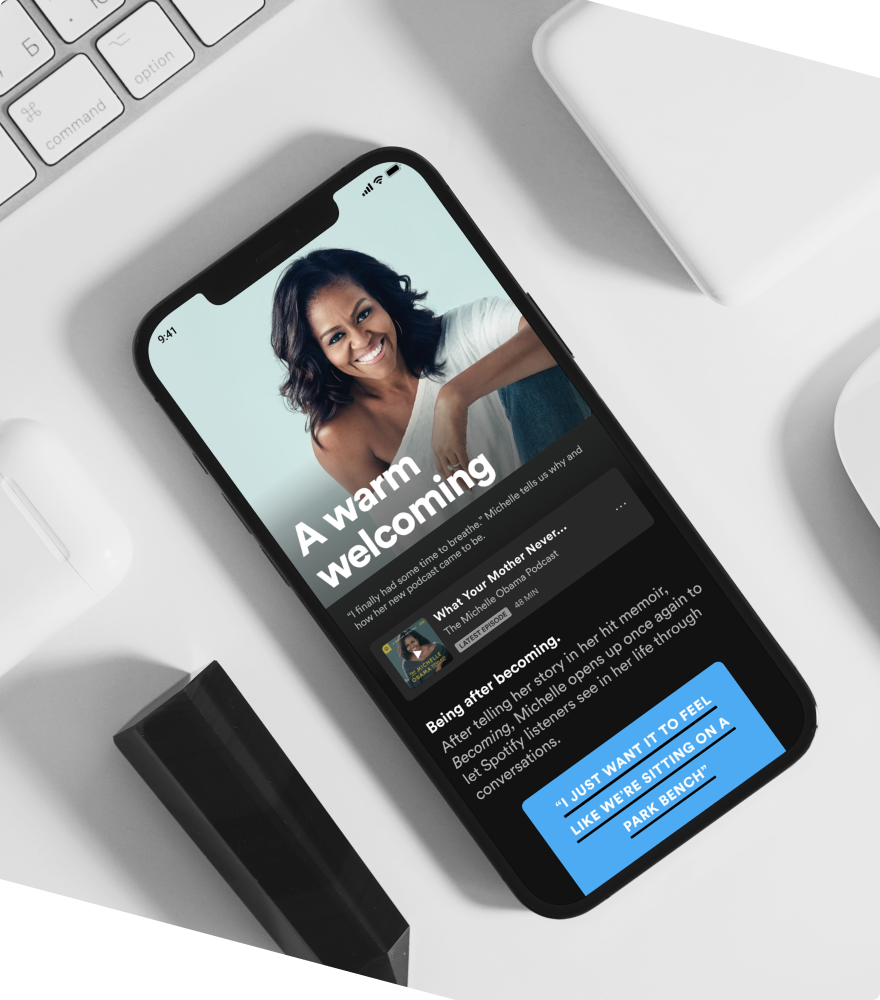 Б
Ю
⌥
option
⌘
command
9:41
A warm
welcoming
“I finally had some time to breathe.” Michelle tells us why and
how her new podcast came to be.
What Your Mother Never...
The Michelle Obama Podcast
LATEST EPISODE 48 MIN
THE MICHELLE
OBAMA PODCAST
Being after becoming.
After telling her story in her hit memoir,
Becoming, Michelle opens up once again to
let Spotify listeners see in her life through
conversations.
“I JUST WANT IT TO FEEL
LIKE WE’RE SITTING ON A
PARK BENCH”